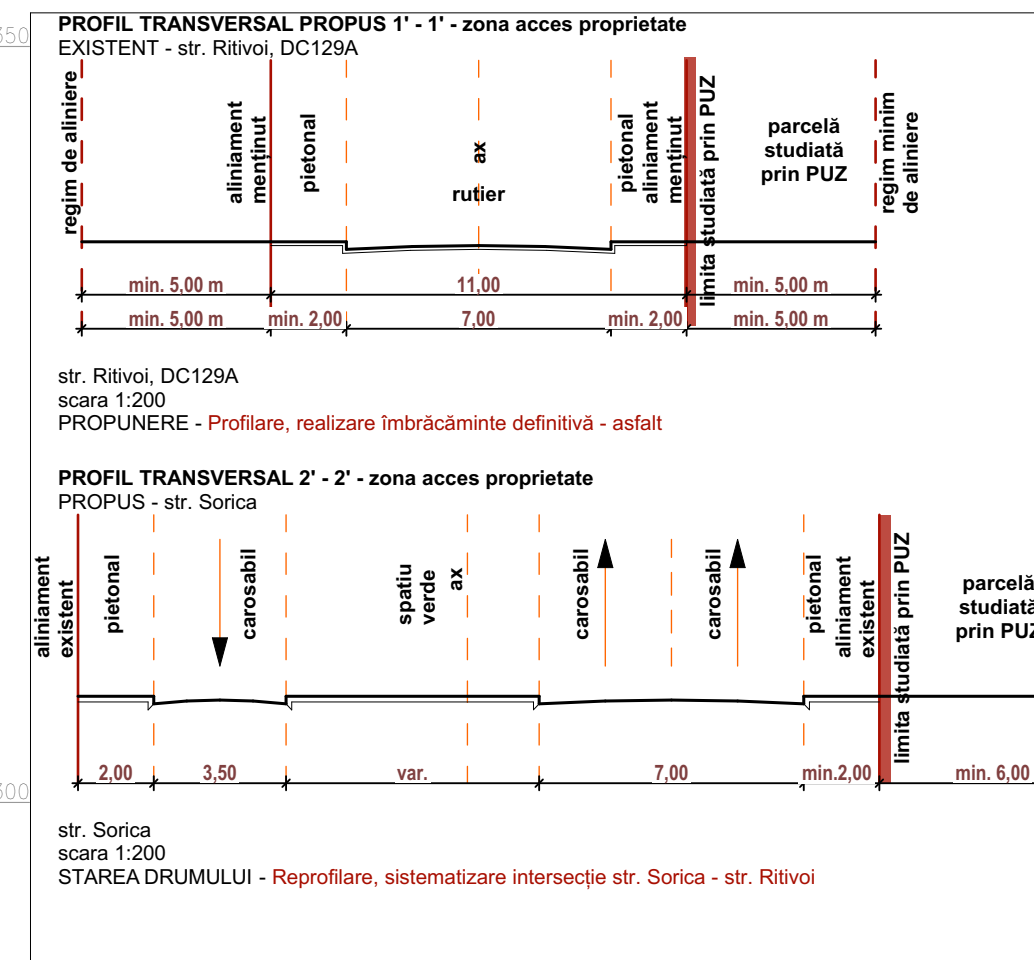 350
PROFIL TRANSVERSAL PROPUS 1' - 1' - zona acces proprietate
EXISTENT - str. Ritivoi, DC129A
regim de aliniere
aliniament
menținut
pietonal
ax
rutier
pietonal
aliniament
menținut
limita studiată prin PUZ
parcelă
studiată
prin PUZ
regim minim
de aliniere
min. 5,00 m
11,00
min. 5,00 m
min. 5,00 m
min. 2,00
7,00
min. 2,00
min. 5,00 m
str. Ritivoi, DC129A
scara 1:200
PROPUNERE - Profilare, realizare îmbrăcăminte definitivă - asfalt
PROFIL TRANSVERSAL 2' - 2' - zona acces proprietate
PROPUS - str. Sorica
aliniament
existent
pietonal
carosabil
spatiu
verde
ax
carosabil
carosabil
pietonal
aliniament
existent
limita studiată prin PUZ
parcelă
studiată
prin PUZ
2,00
3,50
var.
7,00
min.2,00
min. 6,00
300
str. Sorica
scara 1:200
STAREA DRUMULUI - Reprofilare, sistematizare intersecție str. Sorica - str. Ritivoi